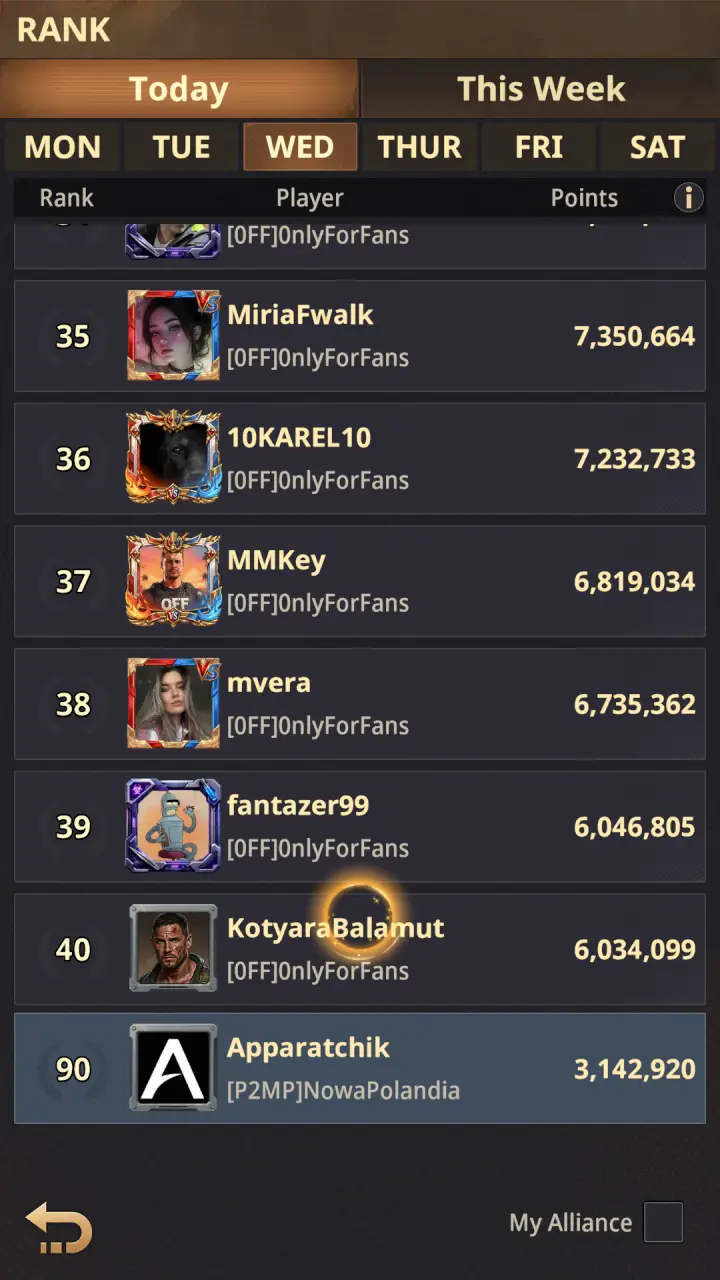 RANK
Today This Week
MON TUE WED THUR FRI SAT
Rank Player Points
[0FF]0nlyForFans
35 MiriaFwalk 7,350,664
[0FF]0nlyForFans
36 10KAREL10 7,232,733
[0FF]0nlyForFans
37 MMKey 6,819,034
OFF
[0FF]0nlyForFans
38 mvera 6,735,362
[0FF]0nlyForFans
39 fantazer99 6,046,805
[0FF]0nlyForFans
40 KotyaraBalamut 6,034,099
[0FF]0nlyForFans
90 Apparatchik 3,142,920
[P2MP]NowaPolandia
My Alliance